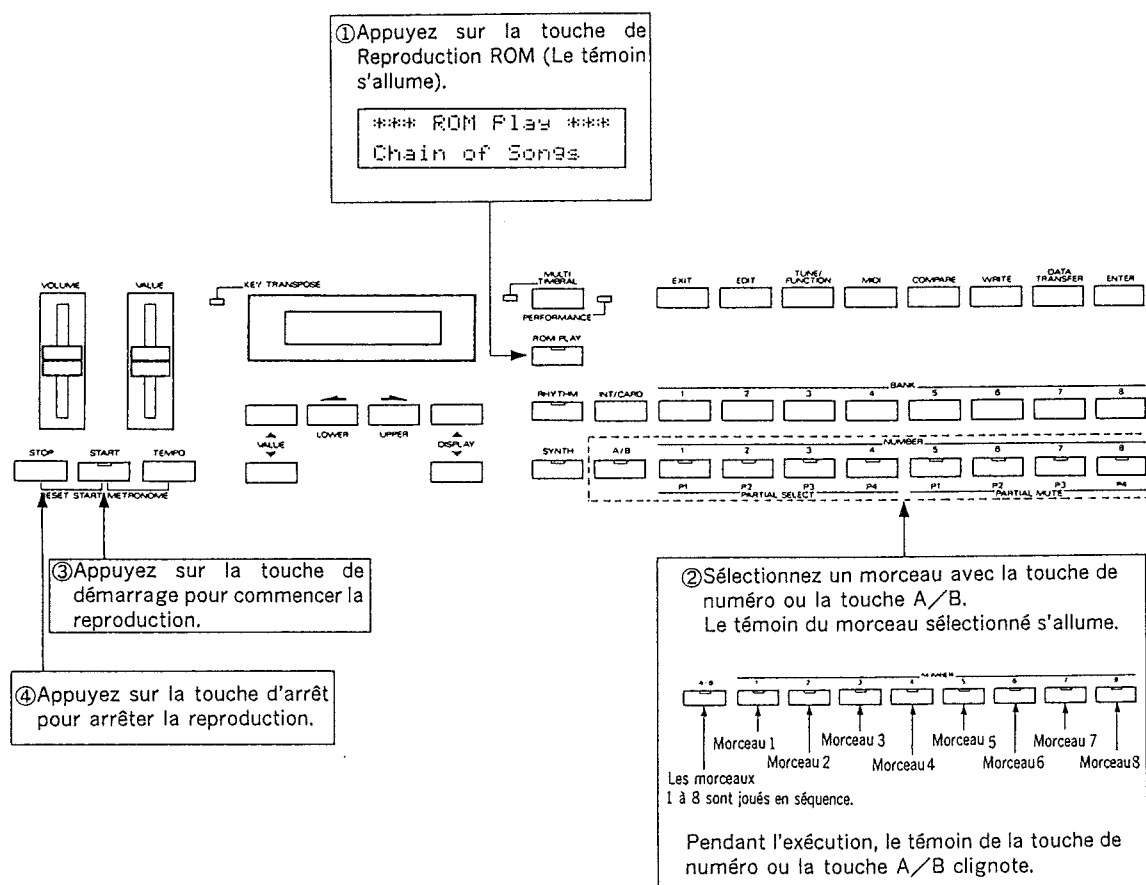 ①Appuyez sur la touche de
Reproduction ROM (Le témoin
s'allume).
*** ROM Play ***
Chain of Songs
VOLUME
VALUE
KEY TRANSPOSE
MULTI
TIMBRAL
PERFORMANCE
EXIT
EDIT
TUNE/
FUNCTION
MIDI
COMPARE
WRITE
DATA
TRANSFER
ENTER
ROM PLAY
BANK
RHYTHM
INT/CARD
1 2 3 4 5 6 7 8
VALUE
LOWER
UPPER
DISPLAY
NUMBER
SYNTH
A/B
1 2 3 4 5 6 7 8
P1 P2 P3 P4 P1 P2 P3 P4
PARTIAL SELECT
PARTIAL MUTE
STOP
START
TEMPO
RESET START/METRONOME
③Appuyez sur la touche de
démarrage pour commencer la
reproduction.
④Appuyez sur la touche d'arrêt
pour arrêter la reproduction.
②Sélectionnez un morceau avec la touche de
numéro ou la touche A/B.
Le témoin du morceau sélectionné s'allume.
1 2 3 4 5 6 7 8
Morceau 1
Morceau 3
Morceau 5
Morceau 7
Morceau 2
Morceau 4
Morceau 6
Morceau 8
Les morceaux
1 à 8 sont joués en séquence.
Pendant l'exécution, le témoin de la touche de
numéro ou la touche A/B clignote.